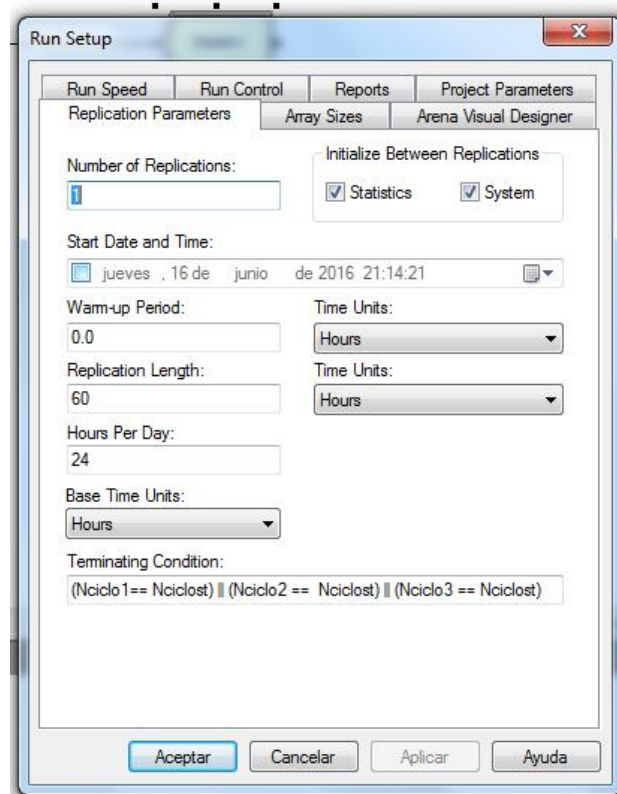 Run Setup
Run Speed Run Control Reports Project Parameters
Replication Parameters Array Sizes Arena Visual Designer
Number of Replications: Initialize Between Replications
1 Statistics System
Start Date and Time:
jueves , 16 de junio de 2016 21:14:21
Warm-up Period: Time Units:
0.0 Hours
Replication Length: Time Units:
60 Hours
Hours Per Day:
24
Base Time Units:
Hours
Terminating Condition:
(Nciclo1== Nciclost) || (Nciclo2 == Nciclost) || (Nciclo3 == Nciclost)
Aceptar Cancelar Aplicar Ayuda